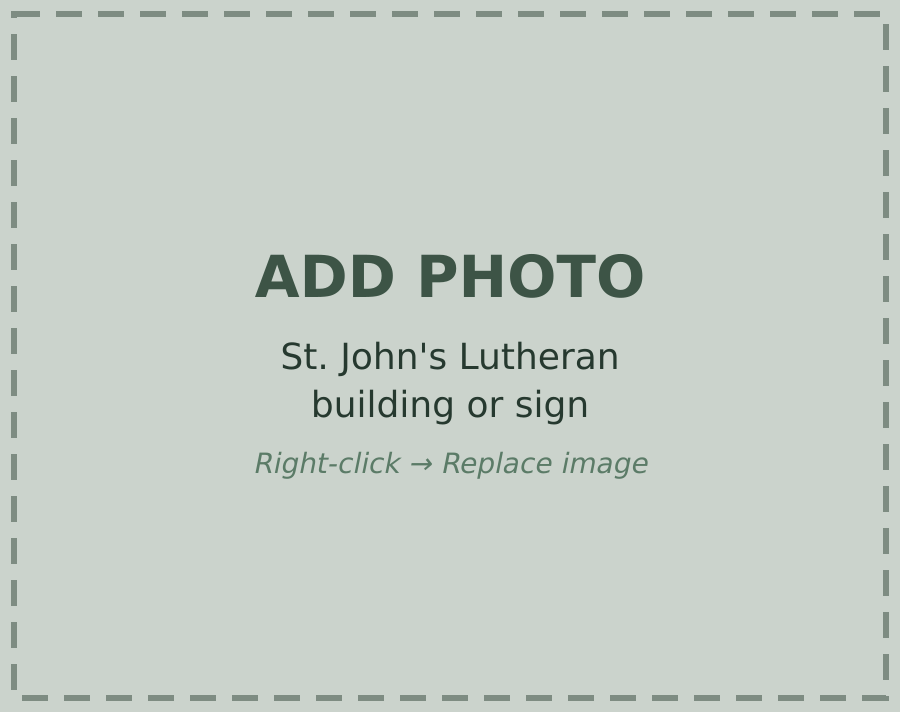 ADD PHOTO
St. John's Lutheran
building or sign
Right-click → Replace image